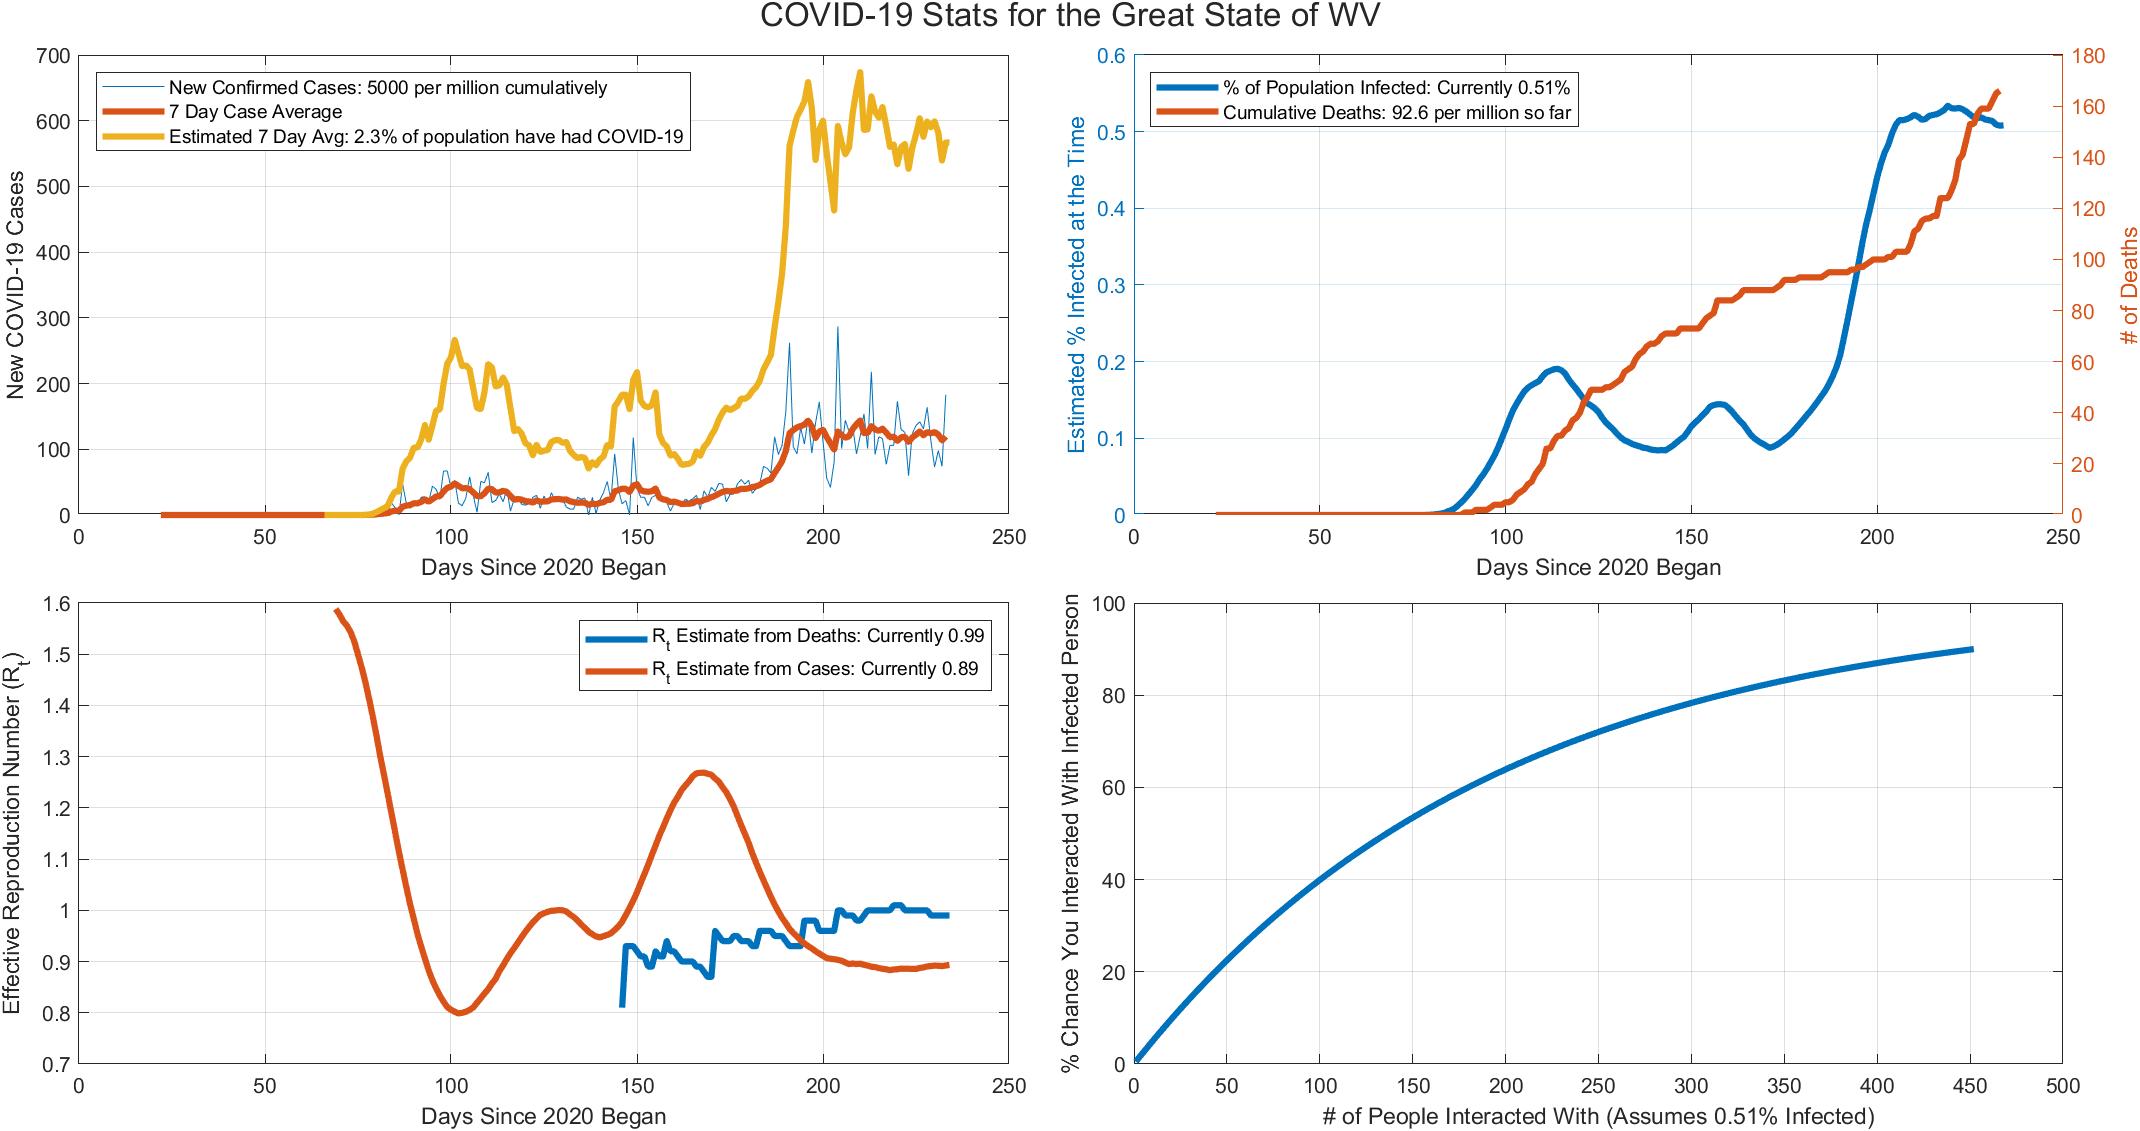 COVID-19 Stats for the Great State of WV
700
600
500
400
300
200
100
0
New COVID-19 Cases
New Confirmed Cases: 5000 per million cumulatively
7 Day Case Average
Estimated 7 Day Avg: 2.3% of population have had COVID-19
0 50 100 150 200 250
Days Since 2020 Began
0.6
0.5
0.4
0.3
0.2
0.1
0
Estimated % Infected at the Time
% of Population Infected: Currently 0.51%
Cumulative Deaths: 92.6 per million so far
180
160
140
120
100
80
60
40
20
0
# of Deaths
0 50 100 150 200 250
Days Since 2020 Began
1.6
1.5
1.4
1.3
1.2
1.1
1
0.9
0.8
0.7
Effective Reproduction Number (Rt)
Rt Estimate from Deaths: Currently 0.99
Rt Estimate from Cases: Currently 0.89
0 50 100 150 200 250
Days Since 2020 Began
100
80
60
40
20
0
% Chance You Interacted With Infected Person
0 50 100 150 200 250 300 350 400 450 500
# of People Interacted With (Assumes 0.51% Infected)